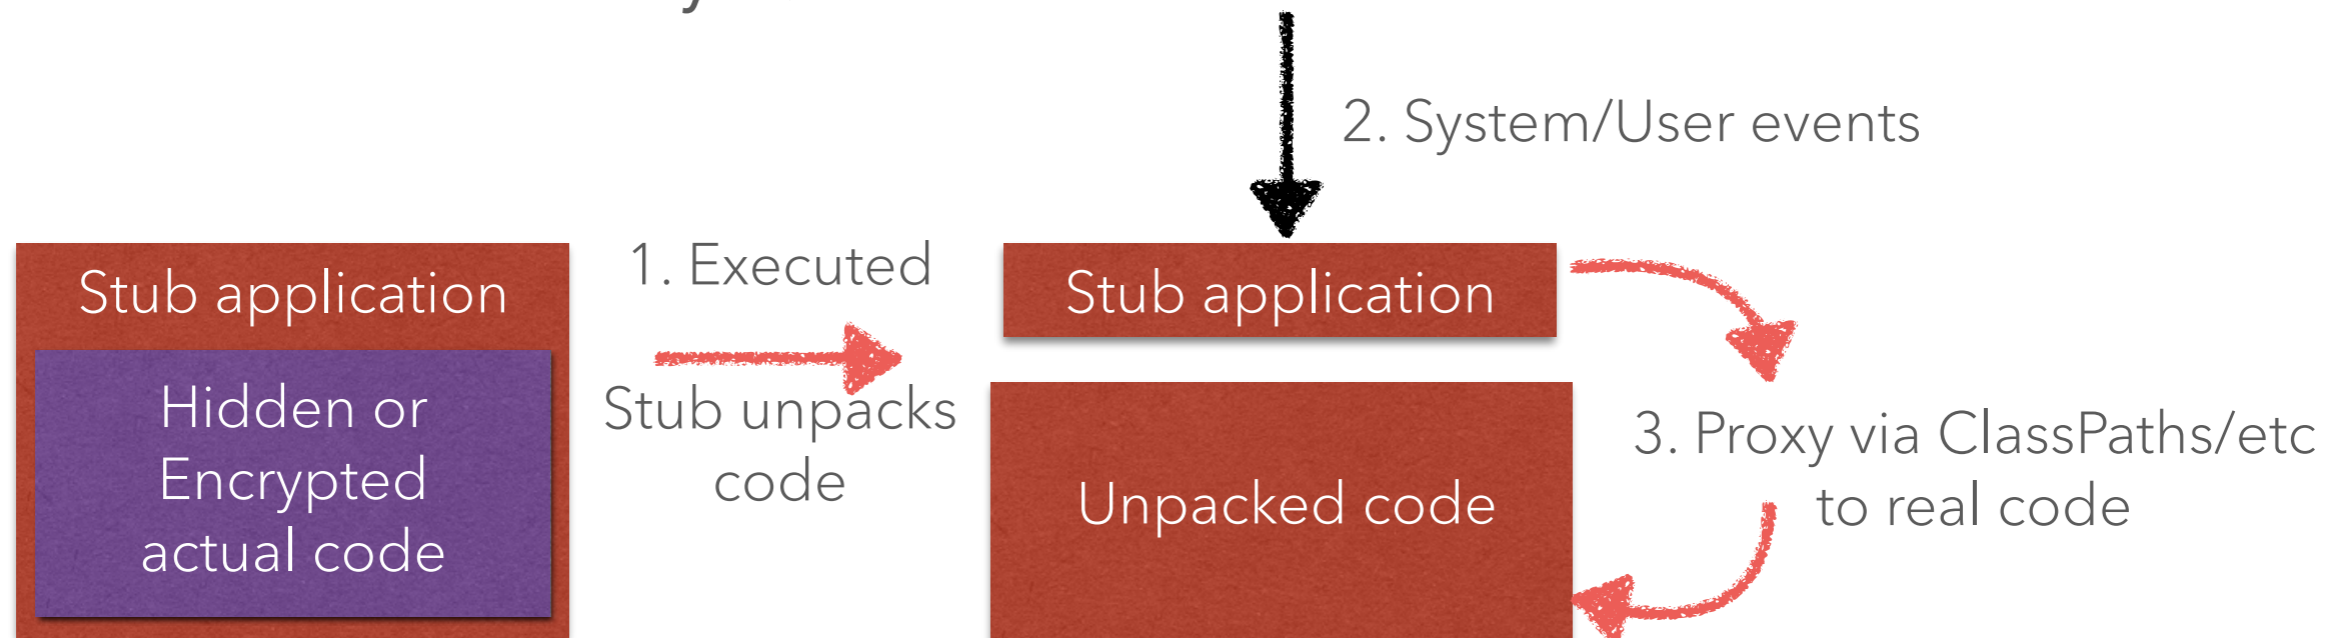 2. System/User events
Stub application
Hidden or
Encrypted
actual code
1. Executed
Stub unpacks
code
Stub application
Unpacked code
3. Proxy via ClassPaths/etc
to real code